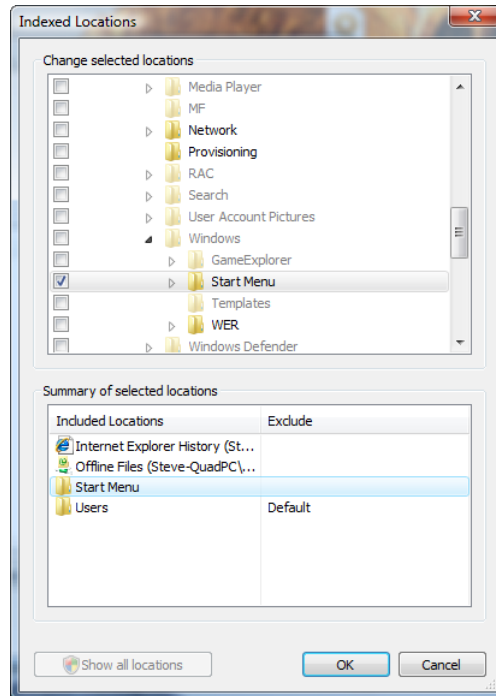 Indexed Locations
Change selected locations
Media Player
MF
Network
Provisioning
RAC
Search
User Account Pictures
Windows
GameExplorer
Start Menu
Templates
WER
Windows Defender
Summary of selected locations
Included Locations Exclude
Internet Explorer History (St...
Offline Files (Steve-QuadPC\...
Start Menu
Users Default
Show all locations OK Cancel